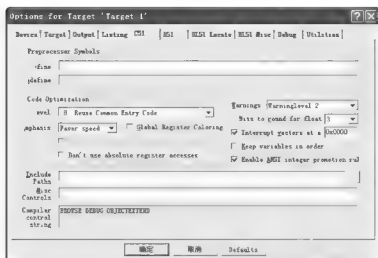 Options for Target 'Target 1'
Device Target Output Listing C51 A51 BL51 Locate BL51 Misc Debug Utilities
Preprocessor Symbols
Code Optimization
Warnings Warninglevel 2
8 Reuse Common Entry Code
Bits to round for float 3
Favor speed Global Register Coloring
Interrupt vectors at a 0x0000
Keep variables in order
Don't use absolute register accesses
Enable ANSI integer promotion rul
Include
Paths
Misc
Controls
Compiler
control
string
BROWSE DEBUG OBJECTEXTEND
确定 取消 Defaults